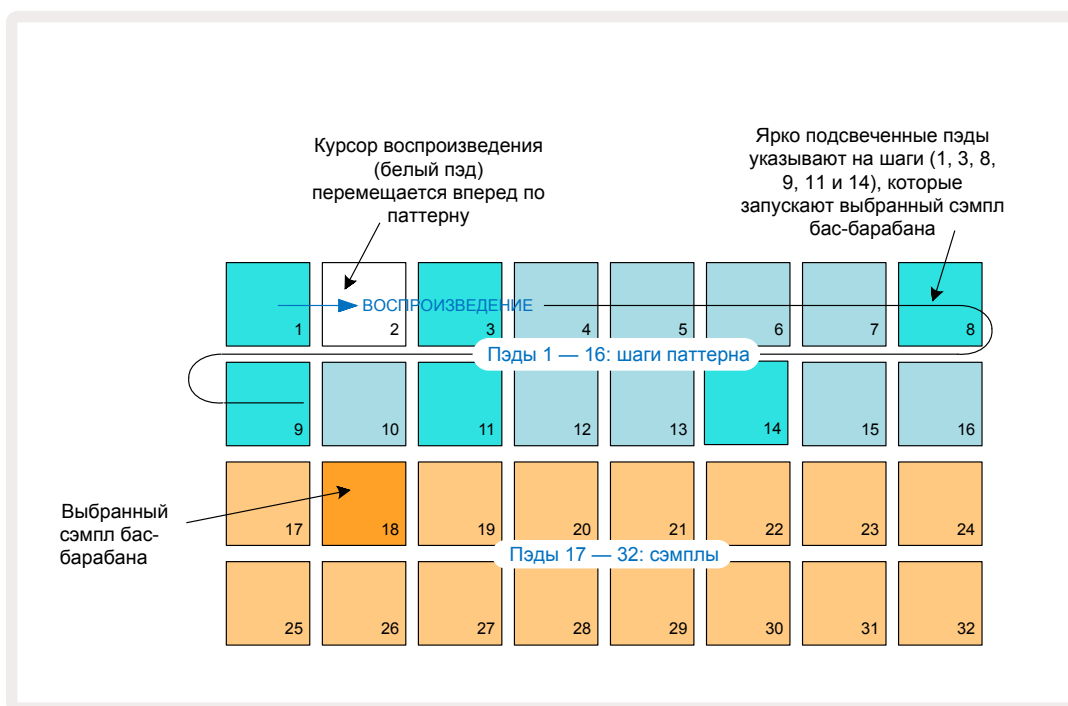 Курсор воспроизведения
(белый пэд)
перемещается вперед по
паттерну
Ярко подсвеченные пэды
указывают на шаги (1, 3, 8,
9, 11 и 14), которые
запускают выбранный сэмпл
бас-барабана
ВОСПРОИЗВЕДЕНИЕ
1 2 3 4 5 6 7 8
Пэды 1 — 16: шаги паттерна
9 10 11 12 13 14 15 16
Выбранный
сэмпл бас-
барабана
17 18 19 20 21 22 23 24
Пэды 17 — 32: сэмплы
25 26 27 28 29 30 31 32